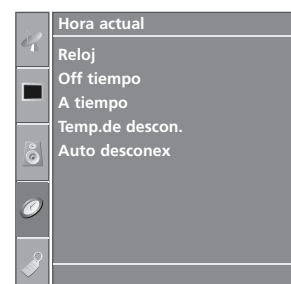 Hora actual
Reloj
Off tiempo
A tiempo
Temp.de descon.
Auto desconex